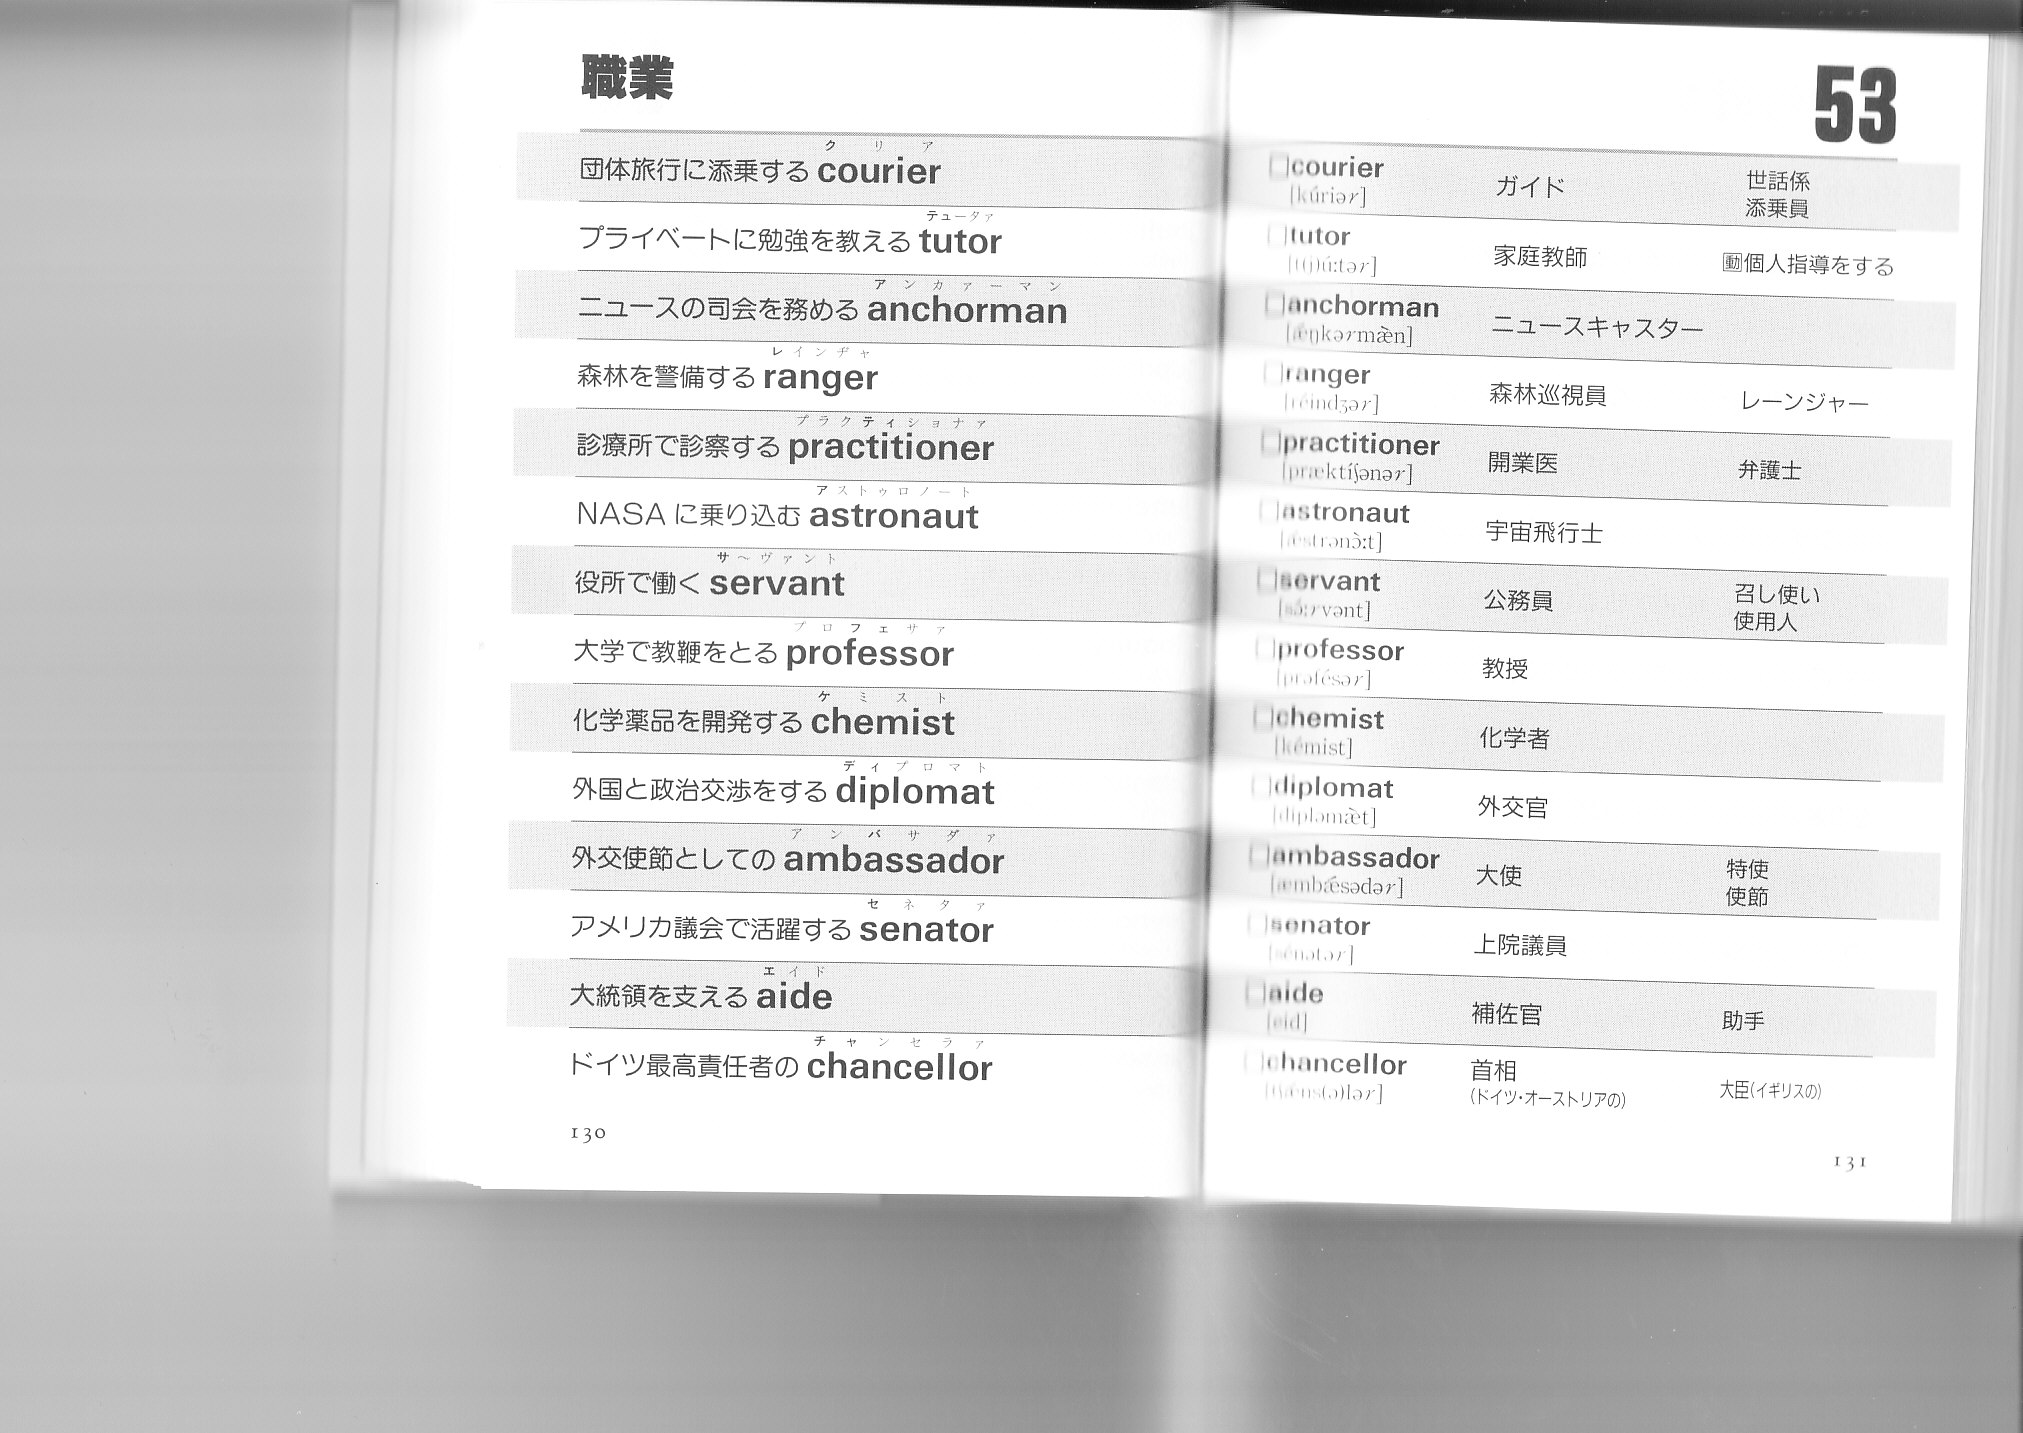 職業
クリア
団体旅行に添乗する courier
テュータァ
プライベートに勉強を教える tutor
アンカァーマン
ニュースの司会を務める anchorman
レインヂャ
森林を警備する ranger
プラクティショナァ
診療所で診察する practitioner
アストゥロノート
NASA に乗り込む astronaut
サ〜ヴァント
役所で働く servant
プロフェサァ
大学で教鞭をとる professor
ケミスト
化学薬品を開発する chemist
ディプロマト
外国と政治交渉をする diplomat
アンバサダァ
外交使節としての ambassador
セネタァ
アメリカ議会で活躍する senator
エイド
大統領を支える aide
チャンセラァ
ドイツ最高責任者の chancellor
130
53
courier ガイド 世話係
[kúriər] 添乗員
tutor 家庭教師 動個人指導をする
[t(j)úːtər]
anchorman ニュースキャスター
[ǽŋkərmæ̀n]
ranger 森林巡視員 レーンジャー
[réindʒər]
practitioner 開業医 弁護士
[præktíʃənər]
astronaut 宇宙飛行士
[ǽstrənɔ̀ːt]
servant 公務員 召し使い
[sə́ːrvənt] 使用人
professor 教授
[prəfésər]
chemist 化学者
[kémist]
diplomat 外交官
[dípləmæ̀t]
ambassador 大使 特使
[æmbǽsədər] 使節
senator 上院議員
[sénətər]
aide 補佐官 助手
[eid]
chancellor 首相 大臣(イギリスの)
[tʃǽns(ə)lər] (ドイツ・オーストリアの)
131